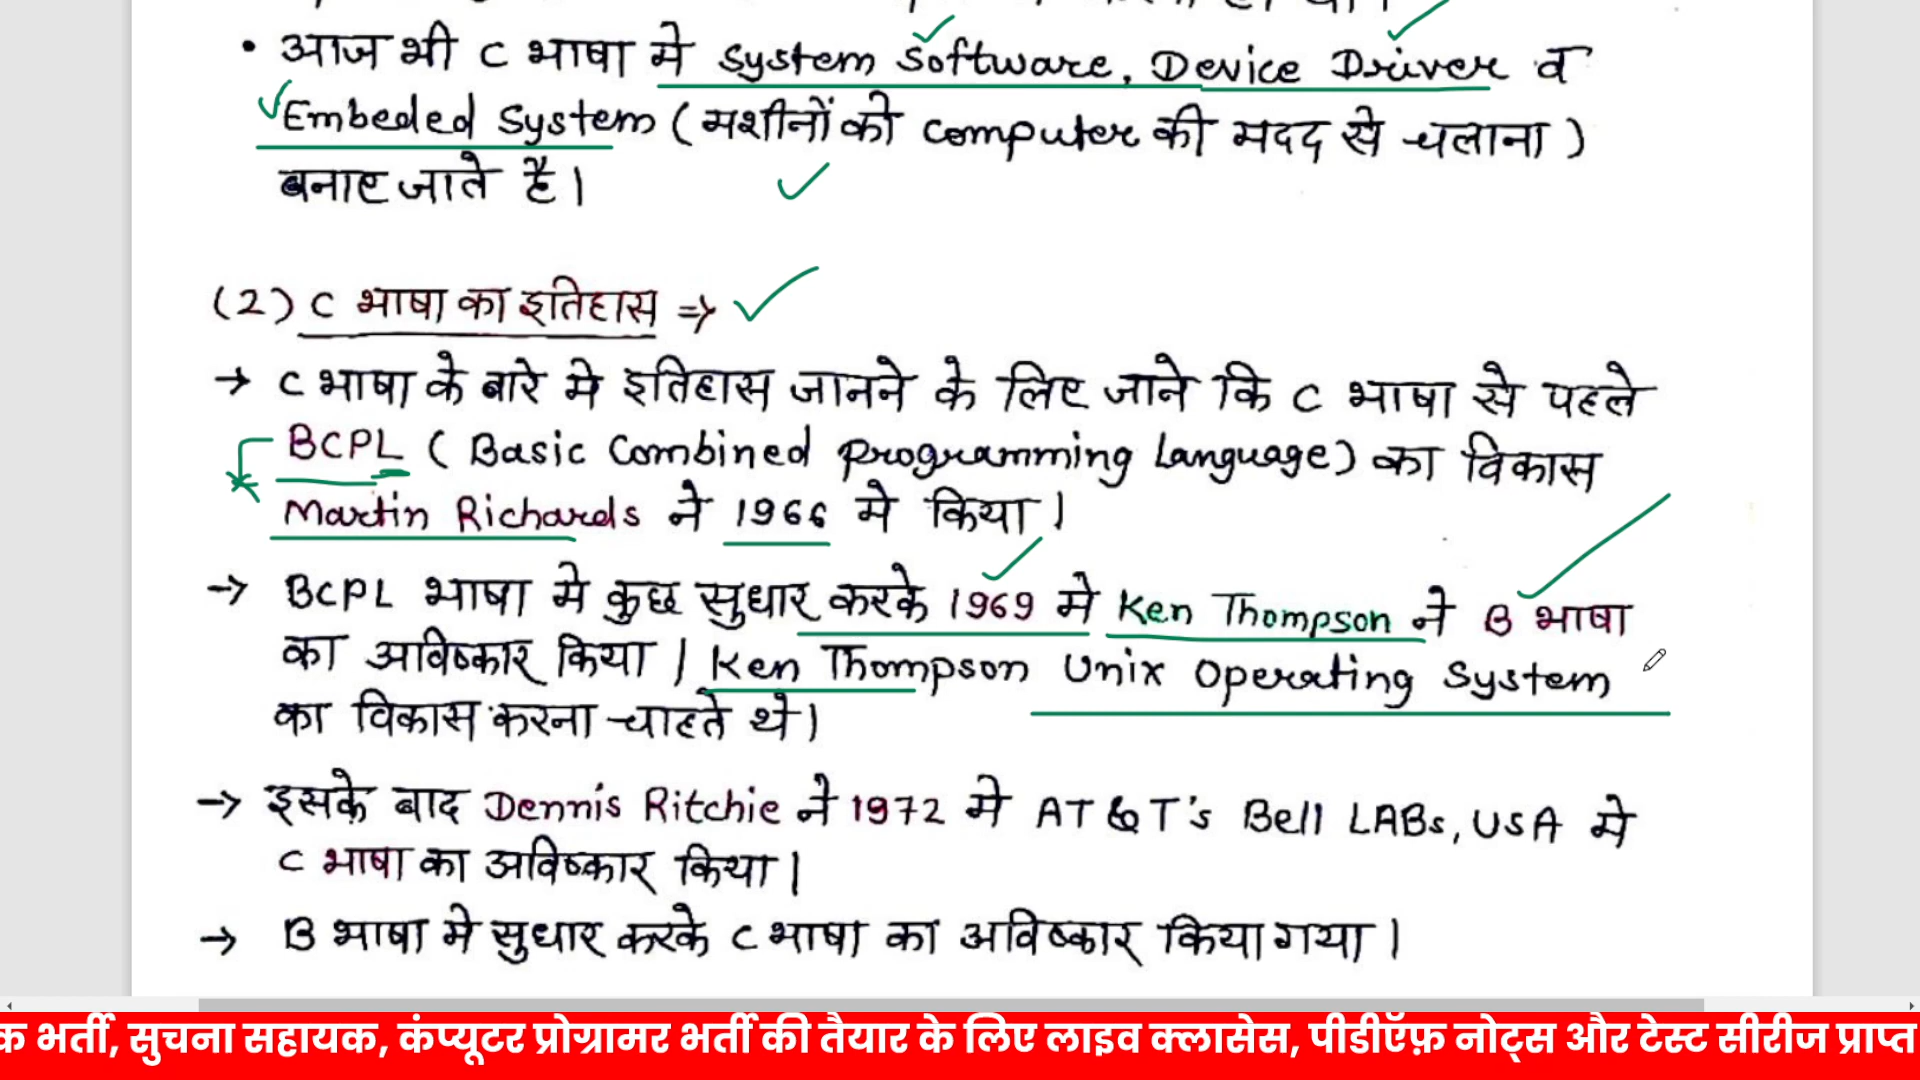 • आज भी C भाषा मे System Software, Device Driver व
Embeded System (मशीनों को Computer की मदद से चलाना)
बनाए जाते है।
(2) C भाषा का इतिहास ⇒
→ C भाषा के बारे मे इतिहास जानने के लिए जाने कि C भाषा से पहले
BCPL (Basic Combined Programming Language) का विकास
Martin Richards ने 1966 मे किया।
→ BCPL भाषा मे कुछ सुधार करके 1969 मे Ken Thompson ने B भाषा
का आविष्कार किया। Ken Thompson Unix Operating System
का विकास करना चाहते थे।
→ इसके बाद Dennis Ritchie ने 1972 मे AT&T's Bell LABs, USA मे
C भाषा का अविष्कार किया।
→ B भाषा मे सुधार करके C भाषा का अविष्कार किया गया।
क भर्ती, सुचना सहायक, कंप्यूटर प्रोग्रामर भर्ती की तैयार के लिए लाइव क्लासेस, पीडीऍफ़ नोट्स और टेस्ट सीरीज प्राप्त